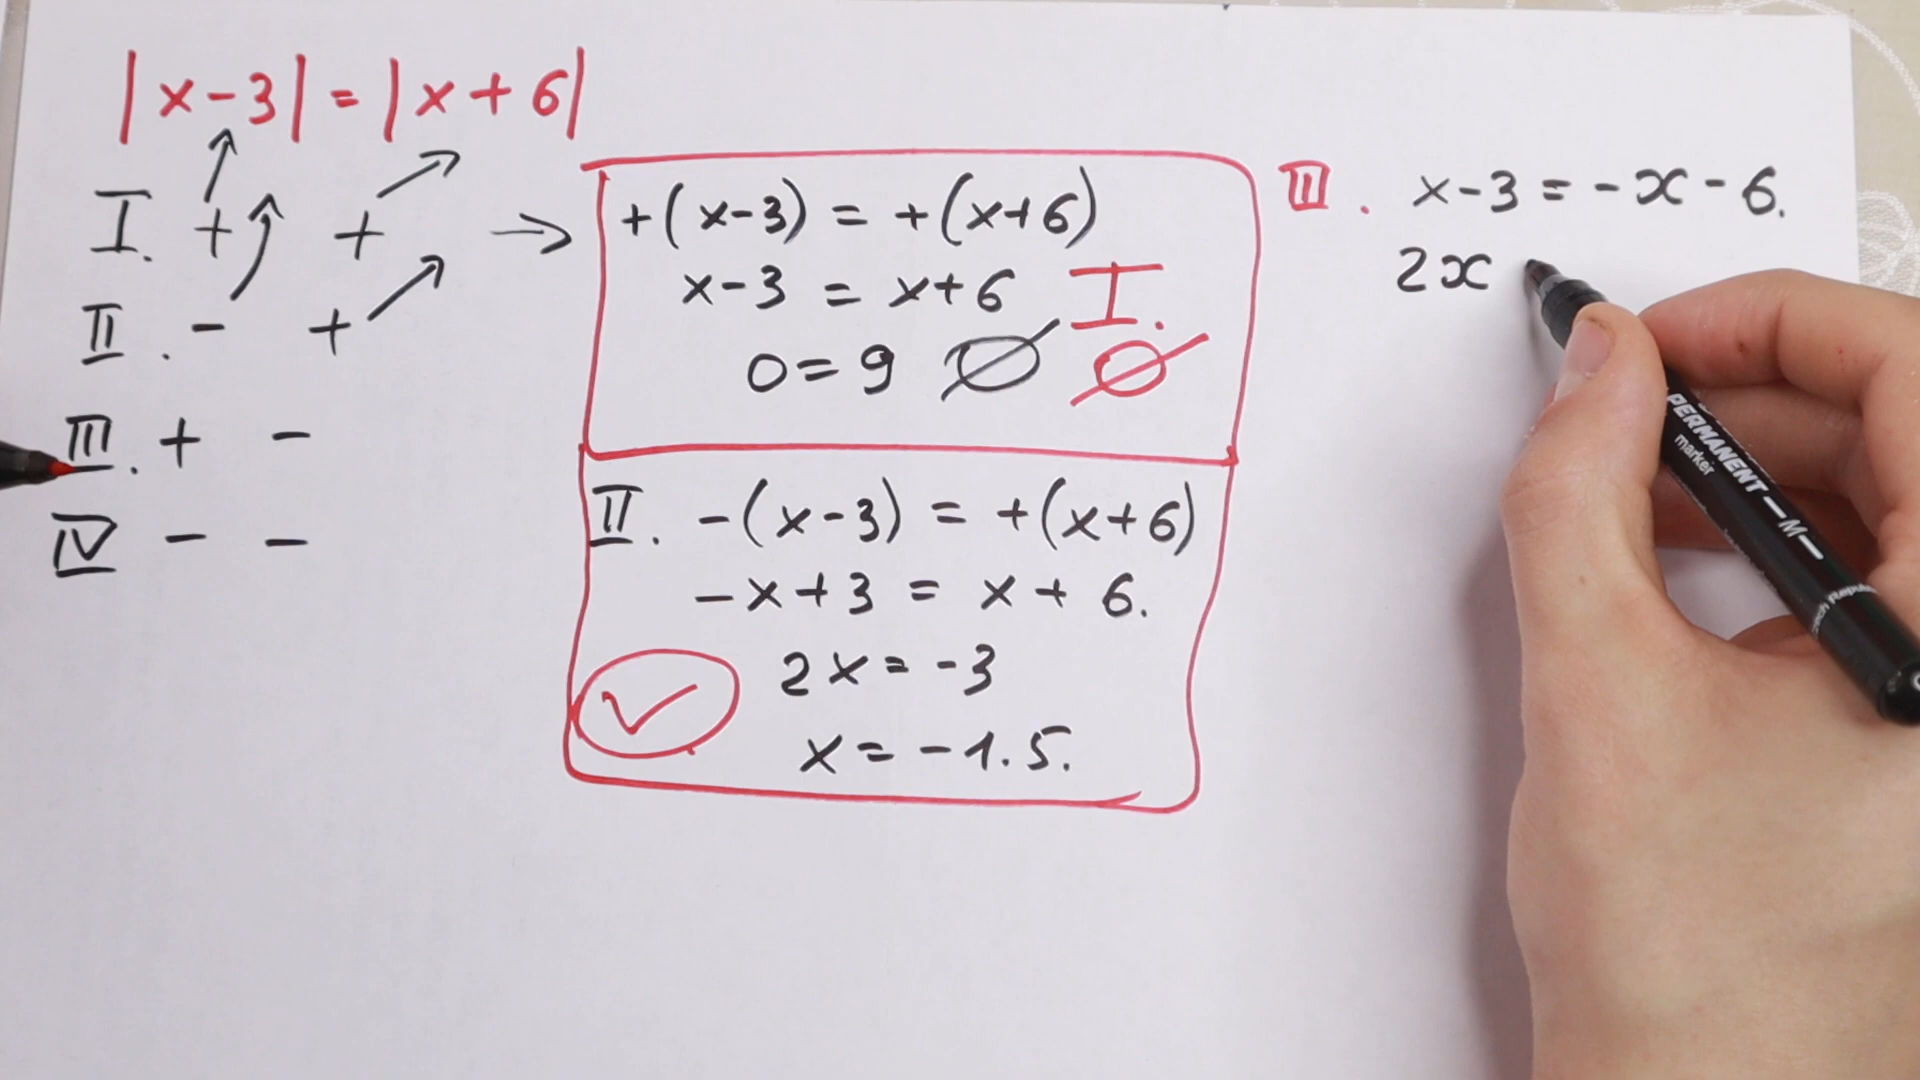 |x-3| = |x+6|
I. + +
II. - +
III. + -
IV - -
+(x-3) = +(x+6)
x-3 = x+6 I.
0=9 ∅ ∅
II. -(x-3) = +(x+6)
-x+3 = x+6.
2x = -3
x = -1.5.
III. x-3 = -x-6.
2x
PERMANENT -M-
marker